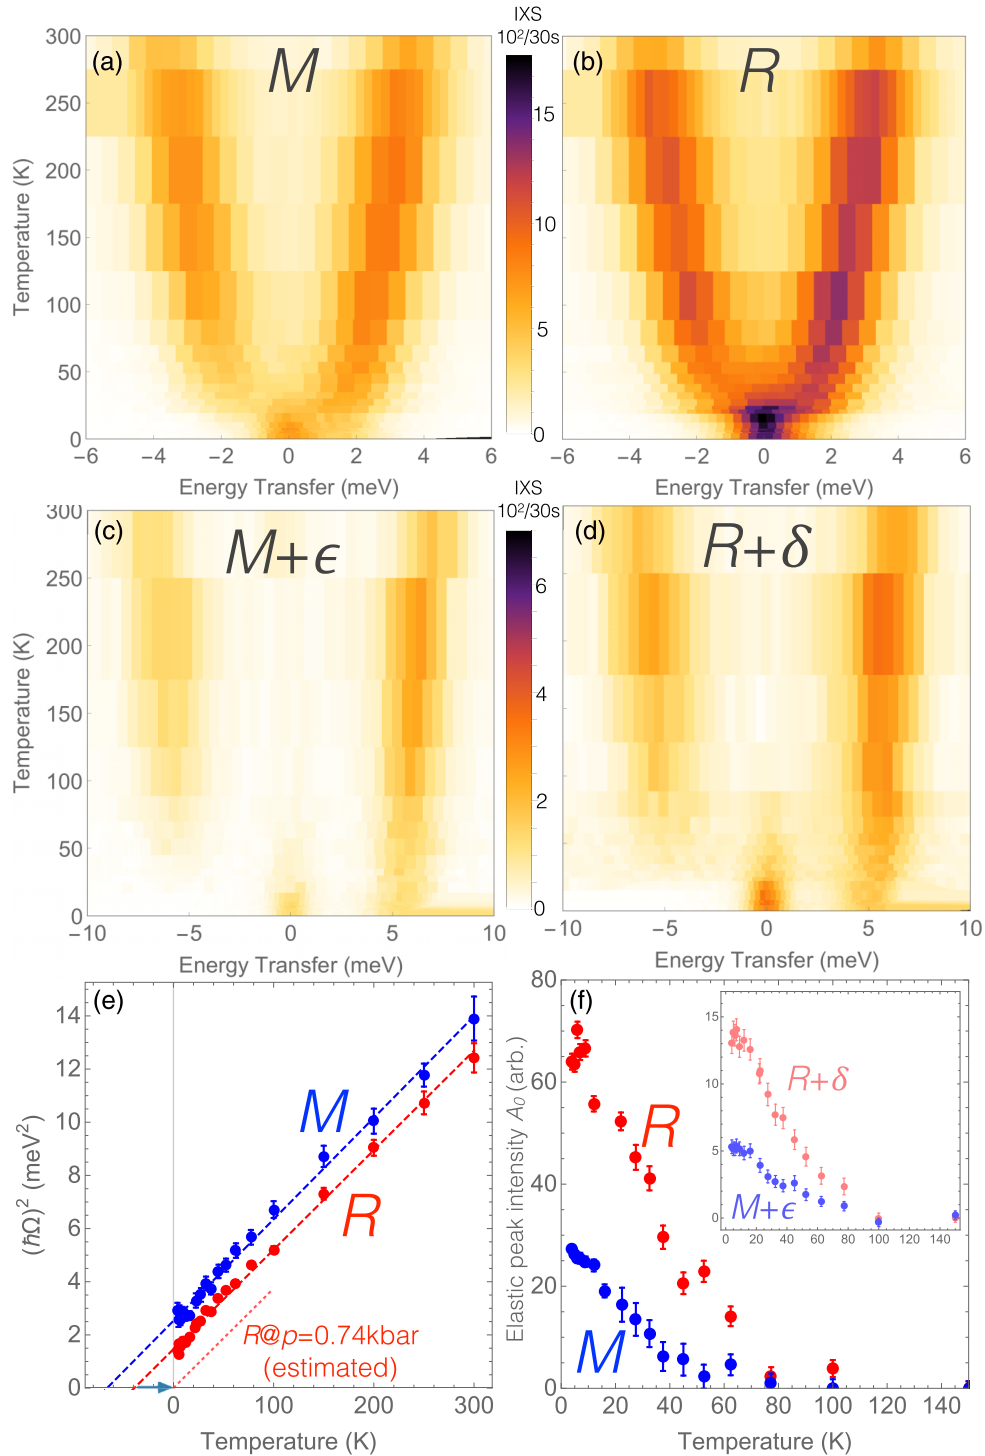 IXS
10²/30s
(a)
M
(b)
R
300
250
200
150
100
50
0
Temperature (K)
15
10
5
0
−6
−4
−2
0
2
4
6
Energy Transfer (meV)
−6
−4
−2
0
2
4
6
Energy Transfer (meV)
IXS
10²/30s
(c)
M+ϵ
(d)
R+δ
300
250
200
150
100
50
0
Temperature (K)
6
4
2
0
−10
−5
0
5
10
Energy Transfer (meV)
−10
−5
0
5
10
Energy Transfer (meV)
(e)
14
12
10
8
6
4
2
0
(ħΩ)² (meV²)
M
R
R@p=0.74kbar
(estimated)
0
50
100
150
200
250
300
Temperature (K)
(f)
80
60
40
20
0
Elastic peak intensity A₀ (arb.)
R
M
0
20
40
60
80
100
120
140
Temperature (K)
15
10
5
0
R+δ
M+ϵ
0
20
40
60
80
100
120
150